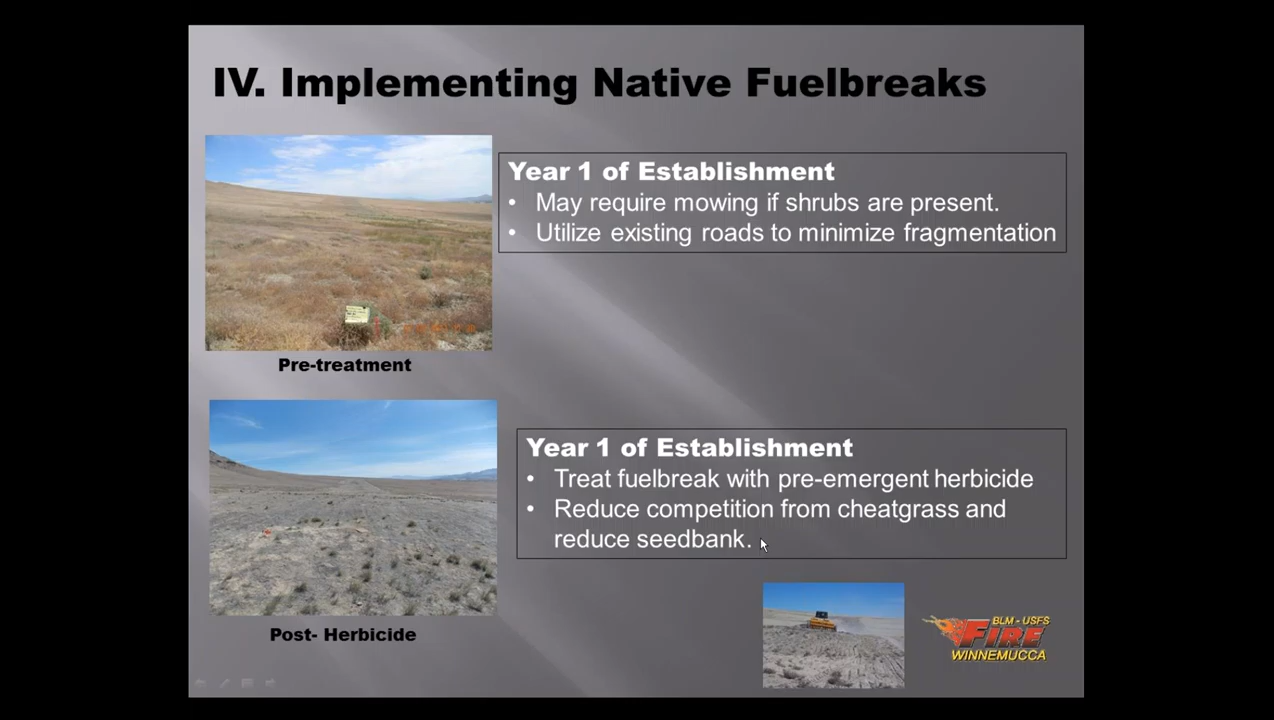 IV. Implementing Native Fuelbreaks
Year 1 of Establishment
• May require mowing if shrubs are present.
• Utilize existing roads to minimize fragmentation
Pre-treatment
Year 1 of Establishment
• Treat fuelbreak with pre-emergent herbicide
• Reduce competition from cheatgrass and
reduce seedbank.
Post- Herbicide
BLM - USFS
FIRE
WINNEMUCCA